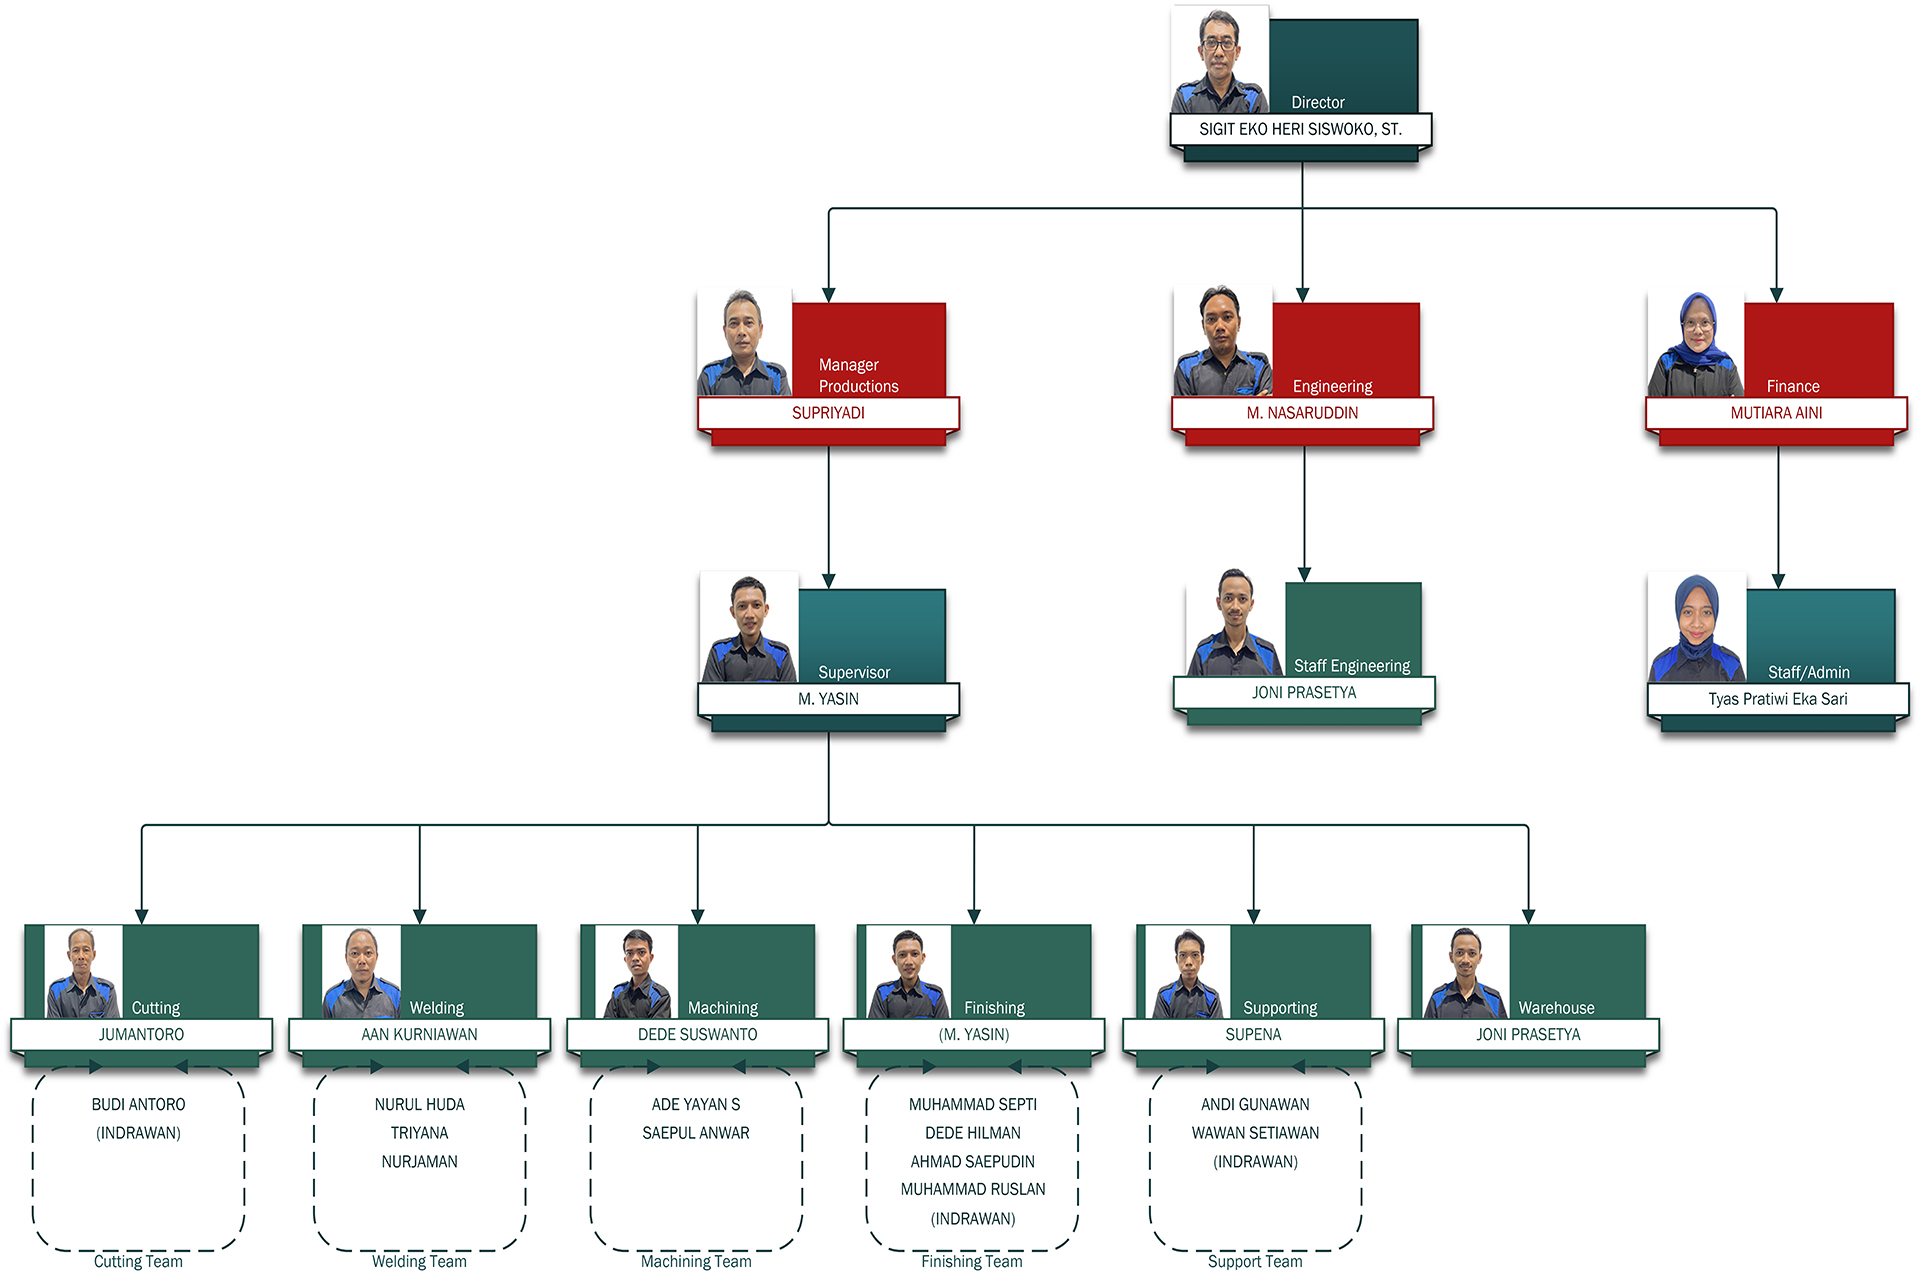 Director
SIGIT EKO HERI SISWOKO, ST.
Manager
Productions
SUPRIYADI
Engineering
M. NASARUDDIN
Finance
MUTIARA AINI
Supervisor
M. YASIN
Staff Engineering
JONI PRASETYA
Staff/Admin
Tyas Pratiwi Eka Sari
Cutting
JUMANTORO
Welding
AAN KURNIAWAN
Machining
DEDE SUSWANTO
Finishing
(M. YASIN)
Supporting
SUPENA
Warehouse
JONI PRASETYA
BUDI ANTORO
(INDRAWAN)
Cutting Team
NURUL HUDA
TRIYANA
NURJAMAN
Welding Team
ADE YAYAN S
SAEPUL ANWAR
Machining Team
MUHAMMAD SEPTI
DEDE HILMAN
AHMAD SAEPUDIN
MUHAMMAD RUSLAN
(INDRAWAN)
Finishing Team
ANDI GUNAWAN
WAWAN SETIAWAN
(INDRAWAN)
Support Team